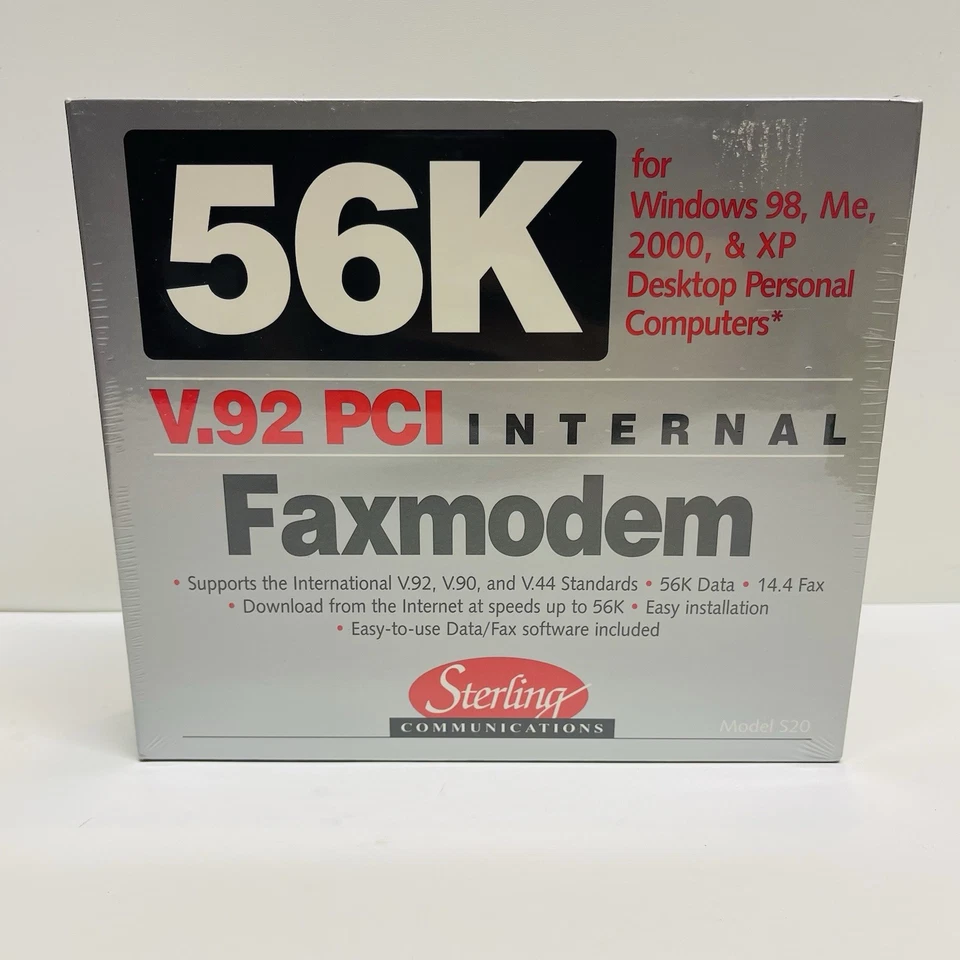 56K
for
Windows 98, Me,
2000, & XP
Desktop Personal
Computers*
V.92 PCI INTERNAL
Faxmodem
• Supports the International V.92, V.90, and V.44 Standards • 56K Data • 14.4 Fax
• Download from the Internet at speeds up to 56K • Easy installation
• Easy-to-use Data/Fax software included
Sterling
COMMUNICATIONS
Model S20